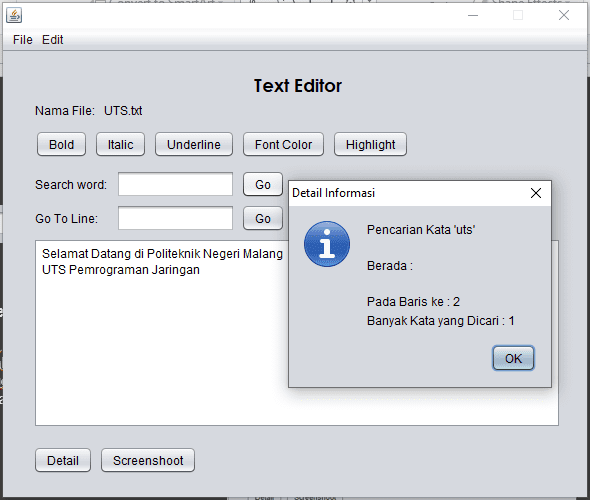 File Edit
Text Editor
Nama File: UTS.txt
Bold Italic Underline Font Color Highlight
Search word: Go
Go To Line: Go
Selamat Datang di Politeknik Negeri Malang
UTS Pemrograman Jaringan
Detail Informasi
Pencarian Kata 'uts'
Berada :
Pada Baris ke : 2
Banyak Kata yang Dicari : 1
OK
Detail Screenshoot